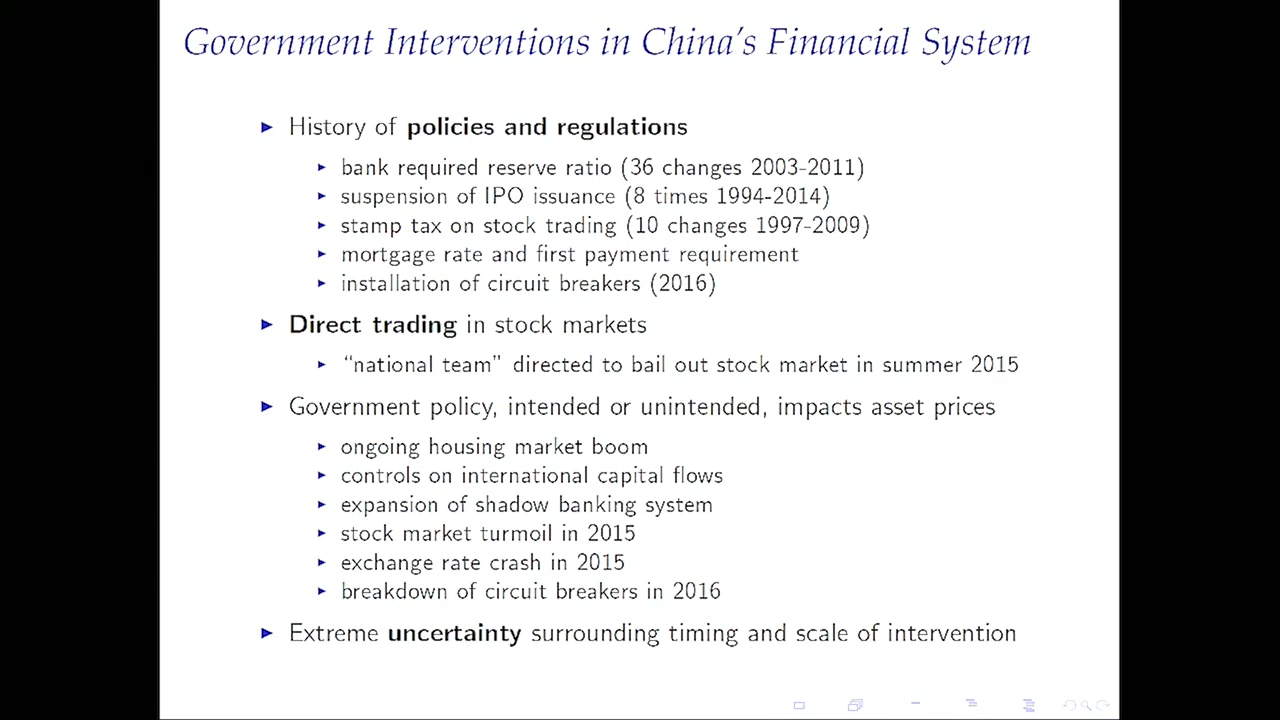 Government Interventions in China's Financial System
History of policies and regulations
bank required reserve ratio (36 changes 2003-2011)
suspension of IPO issuance (8 times 1994-2014)
stamp tax on stock trading (10 changes 1997-2009)
mortgage rate and first payment requirement
installation of circuit breakers (2016)
Direct trading in stock markets
“national team” directed to bail out stock market in summer 2015
Government policy, intended or unintended, impacts asset prices
ongoing housing market boom
controls on international capital flows
expansion of shadow banking system
stock market turmoil in 2015
exchange rate crash in 2015
breakdown of circuit breakers in 2016
Extreme uncertainty surrounding timing and scale of intervention